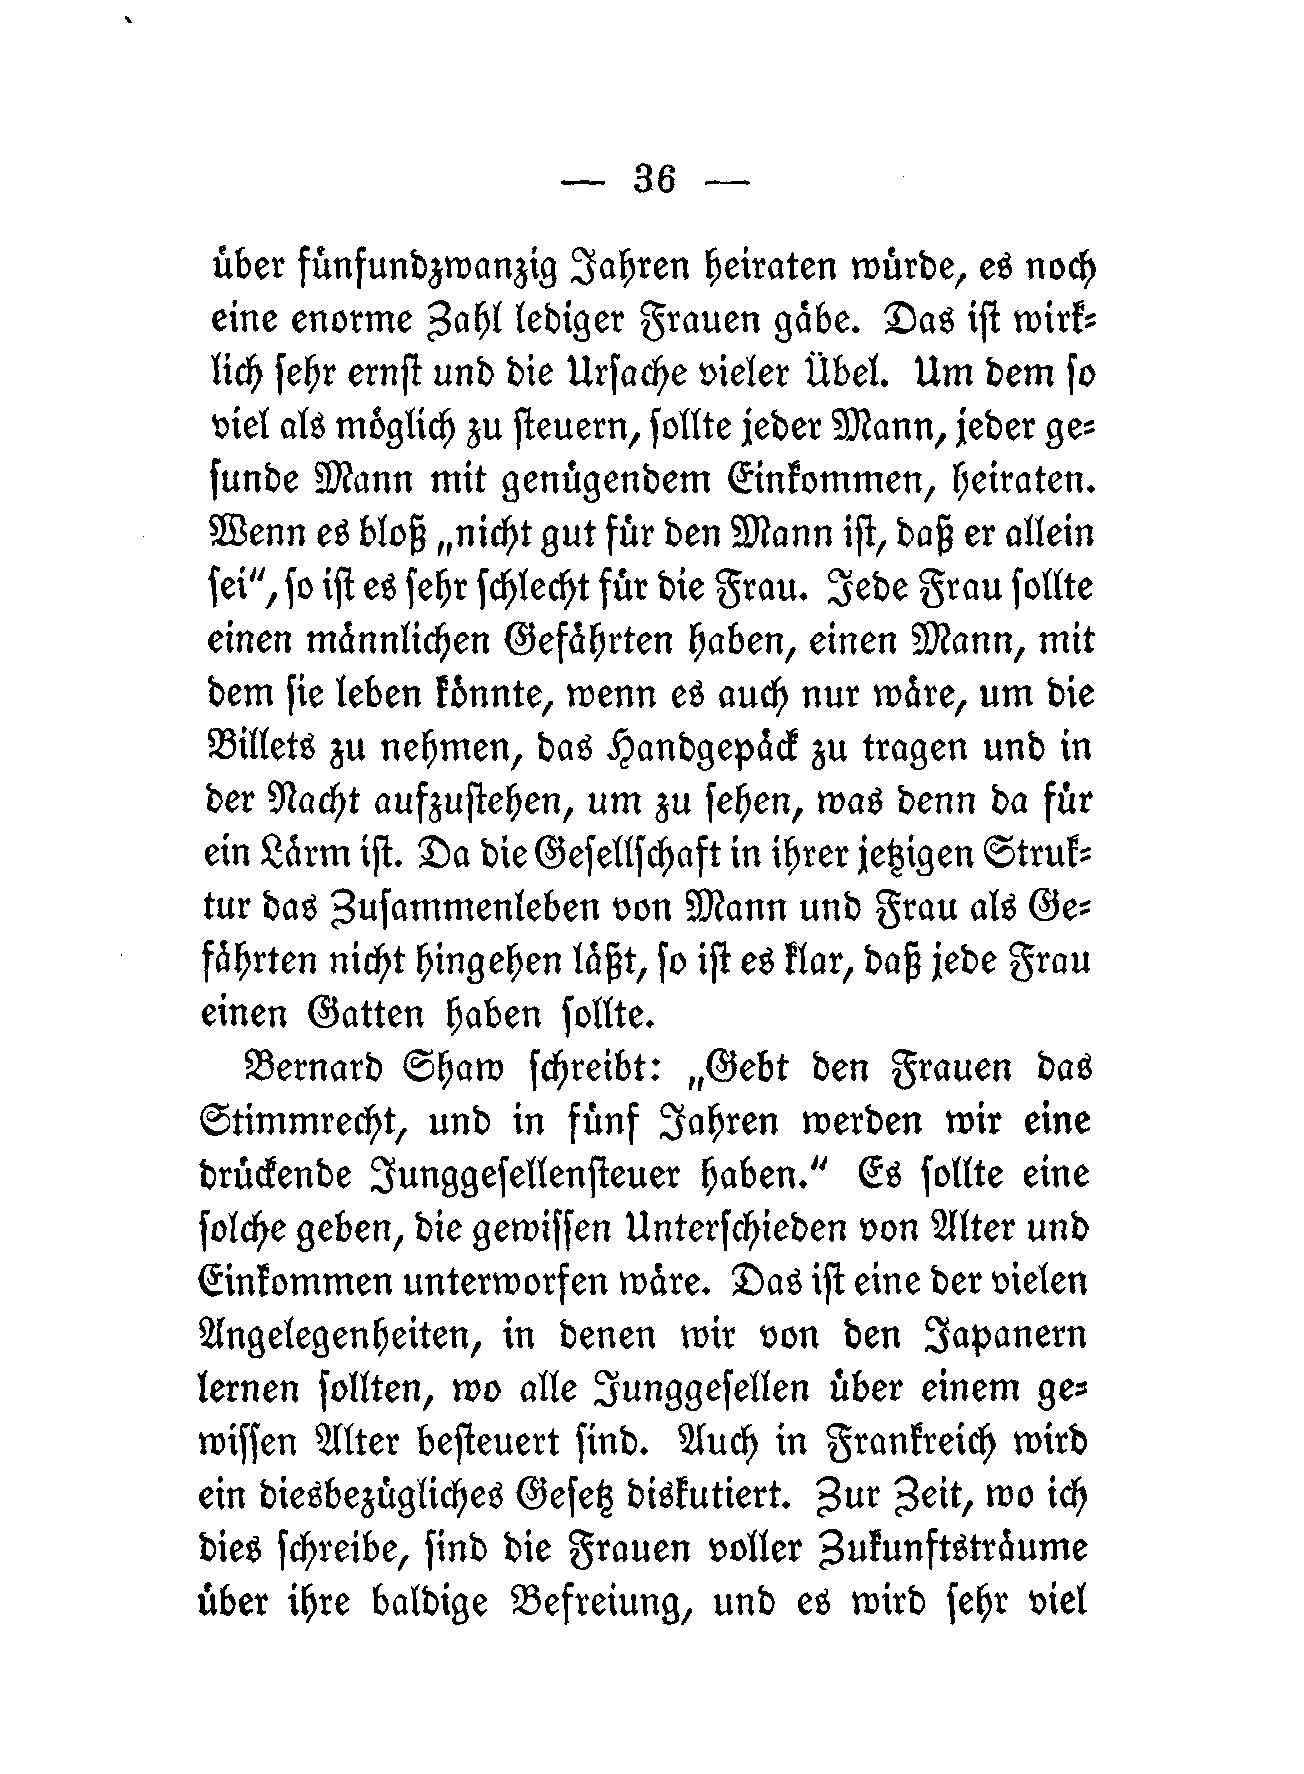 — 36 —
über fünfundzwanzig Jahren heiraten würde, es noch
eine enorme Zahl lediger Frauen gäbe. Das ist wirk-
lich sehr ernst und die Ursache vieler Übel. Um dem so
viel als möglich zu steuern, sollte jeder Mann, jeder ge-
sunde Mann mit genügendem Einkommen, heiraten.
Wenn es bloß „nicht gut für den Mann ist, daß er allein
sei“, so ist es sehr schlecht für die Frau. Jede Frau sollte
einen männlichen Gefährten haben, einen Mann, mit
dem sie leben könnte, wenn es auch nur wäre, um die
Billets zu nehmen, das Handgepäck zu tragen und in
der Nacht aufzustehen, um zu sehen, was denn da für
ein Lärm ist. Da die Gesellschaft in ihrer jetzigen Struk-
tur das Zusammenleben von Mann und Frau als Ge-
fährten nicht hingehen läßt, so ist es klar, daß jede Frau
einen Gatten haben sollte.
Bernard Shaw schreibt: „Gebt den Frauen das
Stimmrecht, und in fünf Jahren werden wir eine
drückende Junggesellensteuer haben.“ Es sollte eine
solche geben, die gewissen Unterschieden von Alter und
Einkommen unterworfen wäre. Das ist eine der vielen
Angelegenheiten, in denen wir von den Japanern
lernen sollten, wo alle Junggesellen über einem ge-
wissen Alter besteuert sind. Auch in Frankreich wird
ein diesbezügliches Gesetz diskutiert. Zur Zeit, wo ich
dies schreibe, sind die Frauen voller Zukunftsträume
über ihre baldige Befreiung, und es wird sehr viel